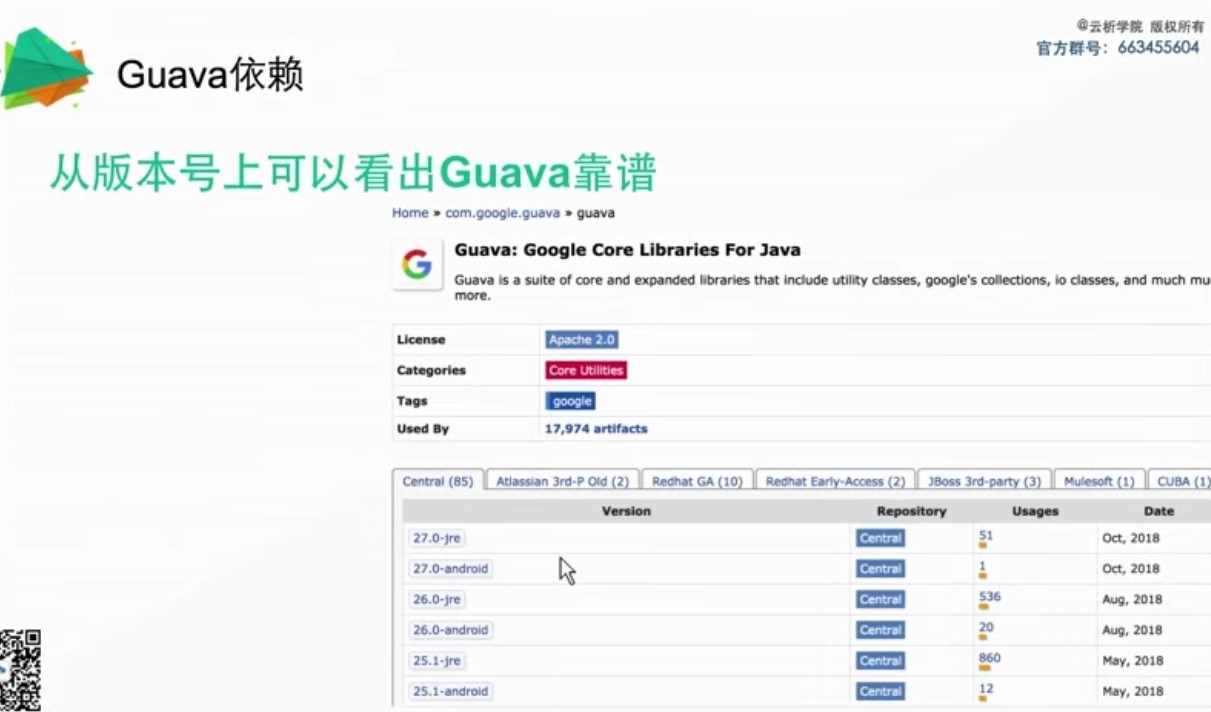 @云析学院 版权所有
官方群号：663455604
Guava依赖
从版本号上可以看出Guava靠谱
Home » com.google.guava » guava
Guava: Google Core Libraries For Java
Guava is a suite of core and expanded libraries that include utility classes, google's collections, io classes, and much
more.
License Apache 2.0
Categories Core Utilities
Tags google
Used By 17,974 artifacts
Central (85) Atlassian 3rd-P Old (2) Redhat GA (10) Redhat Early-Access (2) JBoss 3rd-party (3) Mulesoft (1) CUBA (1)
Version Repository Usages Date
27.0-jre Central 51 Oct, 2018
27.0-android Central 1 Oct, 2018
26.0-jre Central 536 Aug, 2018
26.0-android Central 20 Aug, 2018
25.1-jre Central 860 May, 2018
25.1-android Central 12 May, 2018